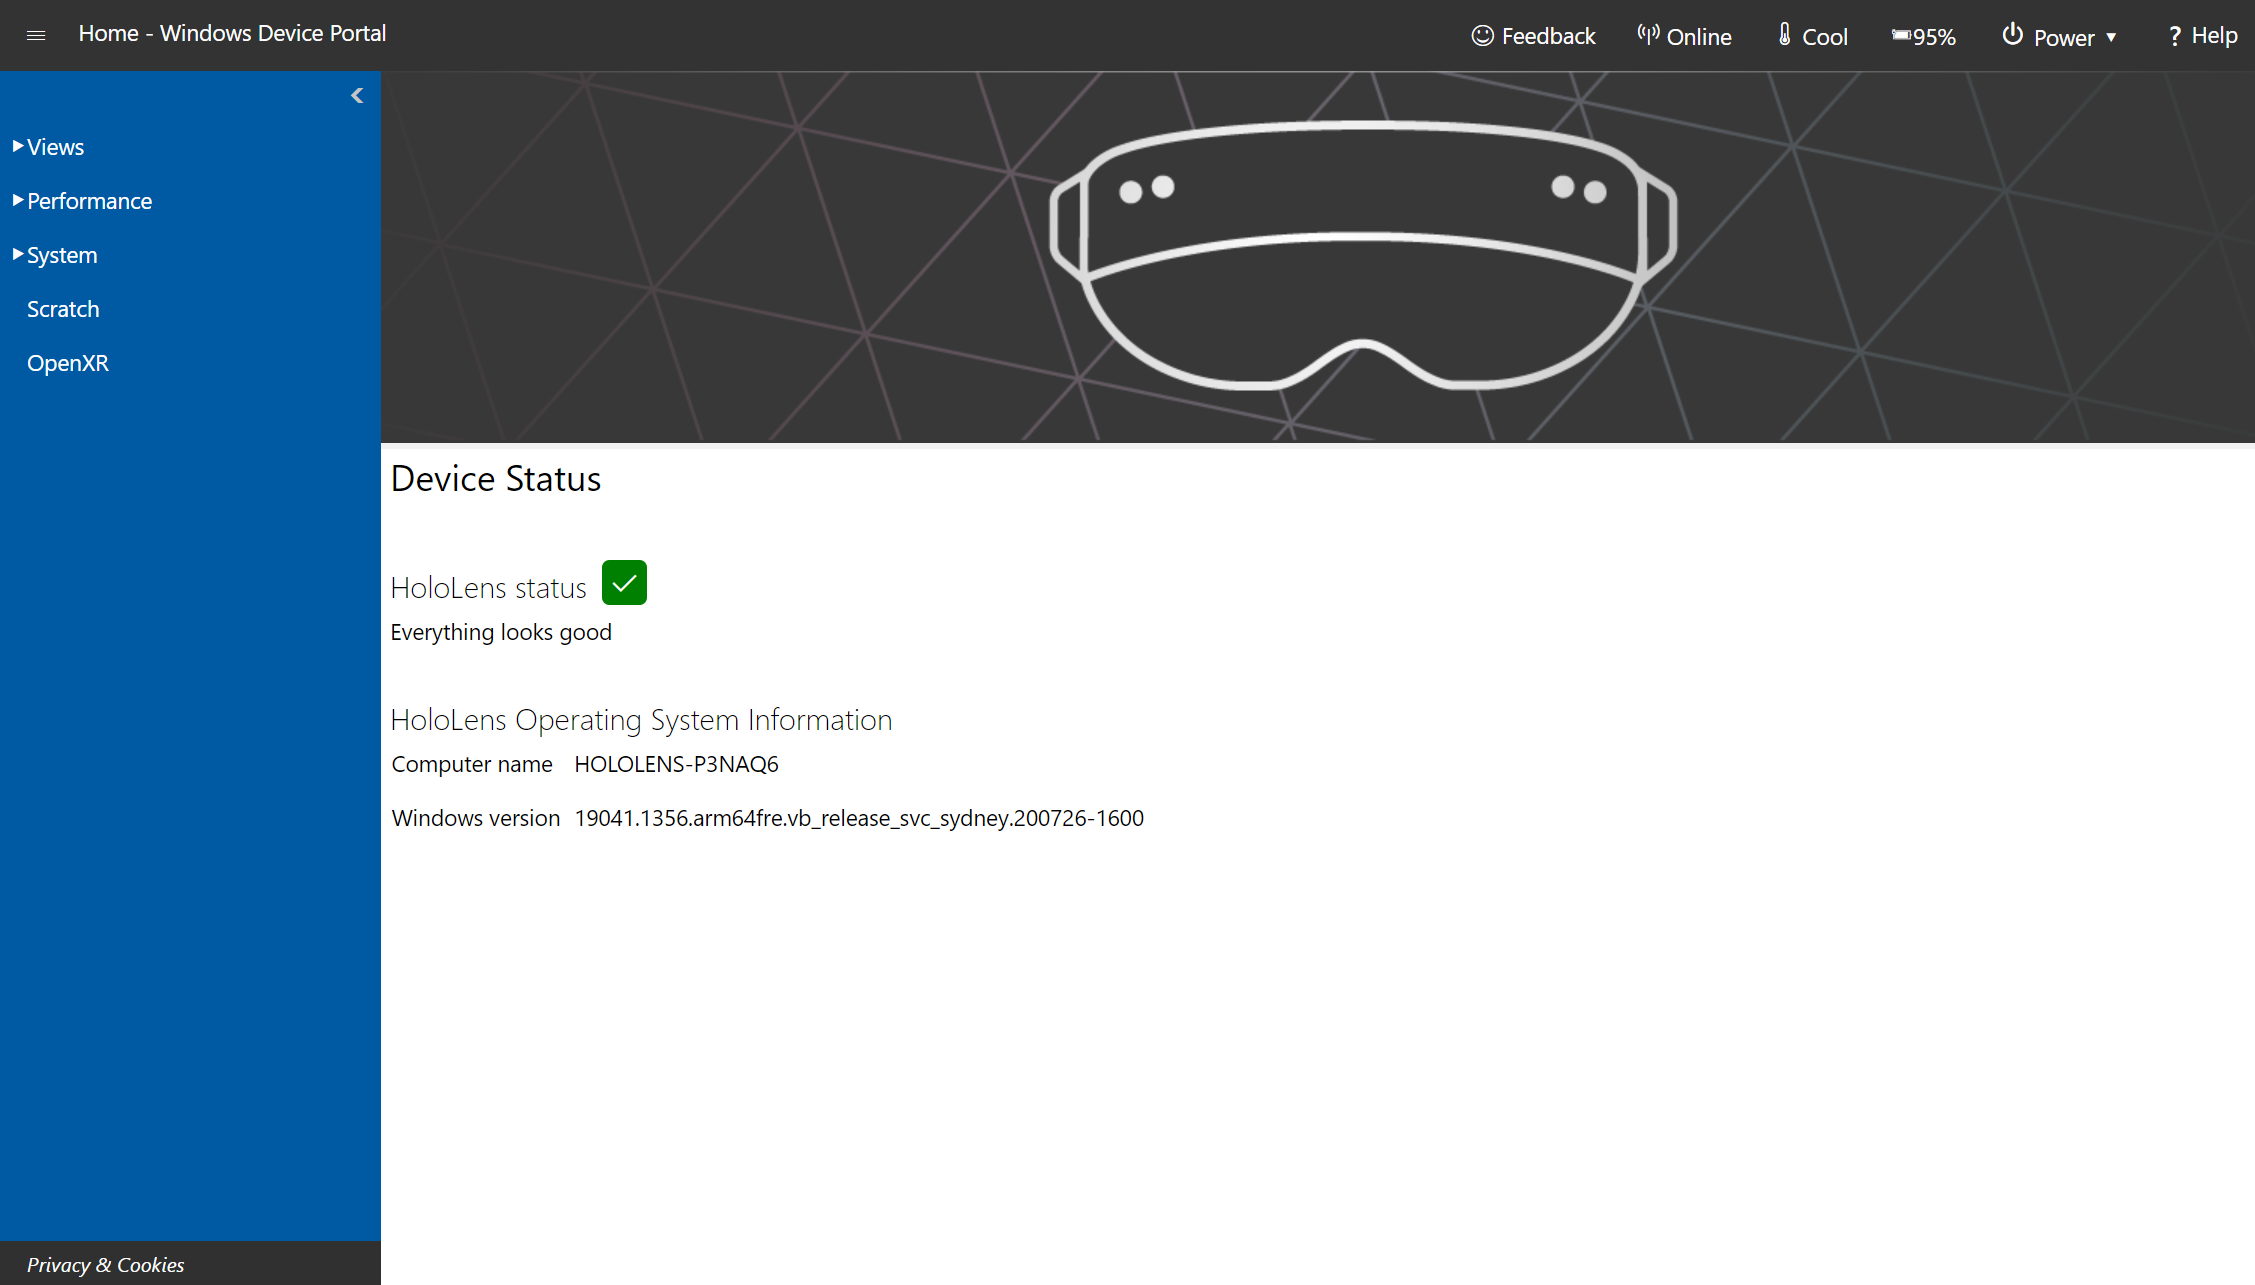 Home - Windows Device Portal
Feedback
Online
Cool
95%
Power
? Help
Views
Performance
System
Scratch
OpenXR
Device Status
HoloLens status
Everything looks good
HoloLens Operating System Information
Computer name HOLOLENS-P3NAQ6
Windows version 19041.1356.arm64fre.vb_release_svc_sydney.200726-1600
Privacy & Cookies